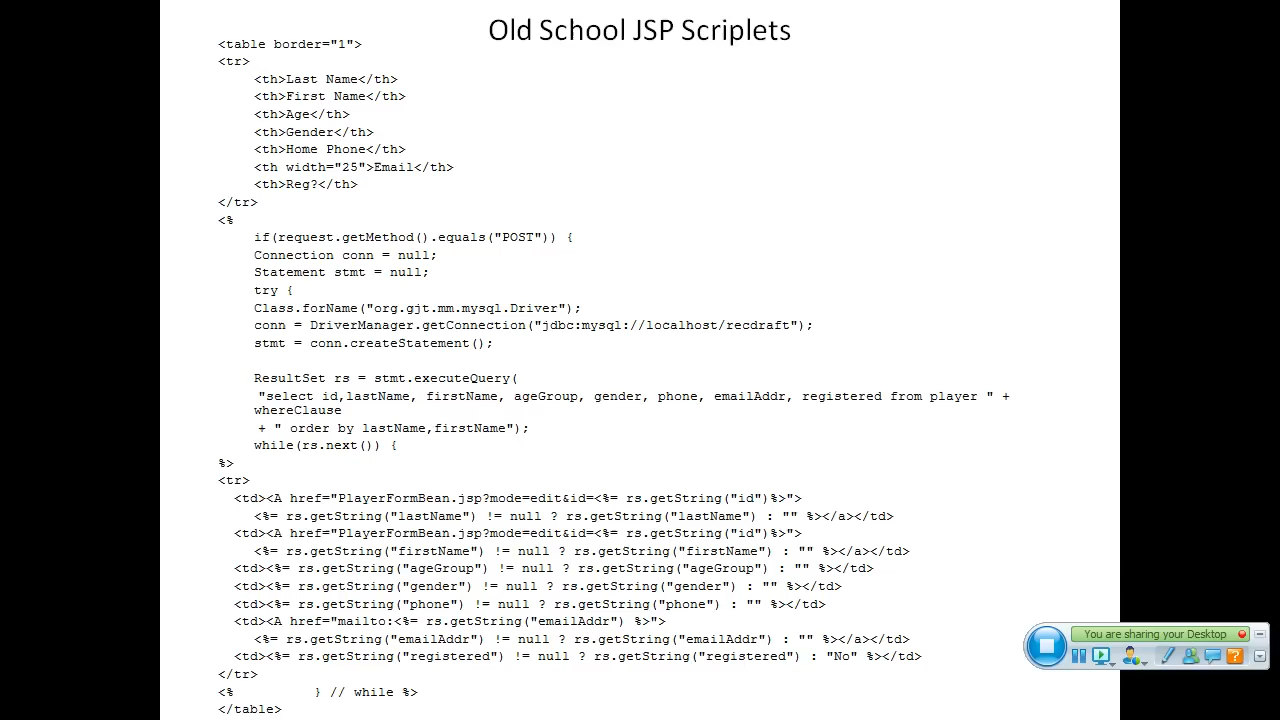 Old School JSP Scriplets
<table border="1">
<tr>
<th>Last Name</th>
<th>First Name</th>
<th>Age</th>
<th>Gender</th>
<th>Home Phone</th>
<th width="25">Email</th>
<th>Reg?</th>
</tr>
<%
if(request.getMethod().equals("POST")) {
Connection conn = null;
Statement stmt = null;
try {
Class.forName("org.gjt.mm.mysql.Driver");
conn = DriverManager.getConnection("jdbc:mysql://localhost/recdraft");
stmt = conn.createStatement();
ResultSet rs = stmt.executeQuery(
"select id,lastName, firstName, ageGroup, gender, phone, emailAddr, registered from player " +
whereClause
+ " order by lastName,firstName");
while(rs.next()) {
%>
<tr>
<td><A href="PlayerFormBean.jsp?mode=edit&id=<%= rs.getString("id")%>">
<%= rs.getString("lastName") != null ? rs.getString("lastName") : "" %></a></td>
<td><A href="PlayerFormBean.jsp?mode=edit&id=<%= rs.getString("id")%>">
<%= rs.getString("firstName") != null ? rs.getString("firstName") : "" %></a></td>
<td><%= rs.getString("ageGroup") != null ? rs.getString("ageGroup") : "" %></td>
<td><%= rs.getString("gender") != null ? rs.getString("gender") : "" %></td>
<td><%= rs.getString("phone") != null ? rs.getString("phone") : "" %></td>
<td><A href="mailto:<%= rs.getString("emailAddr") %>">
<%= rs.getString("emailAddr") != null ? rs.getString("emailAddr") : "" %></a></td>
<td><%= rs.getString("registered") != null ? rs.getString("registered") : "No" %></td>
</tr>
<% } // while %>
</table>
You are sharing your Desktop